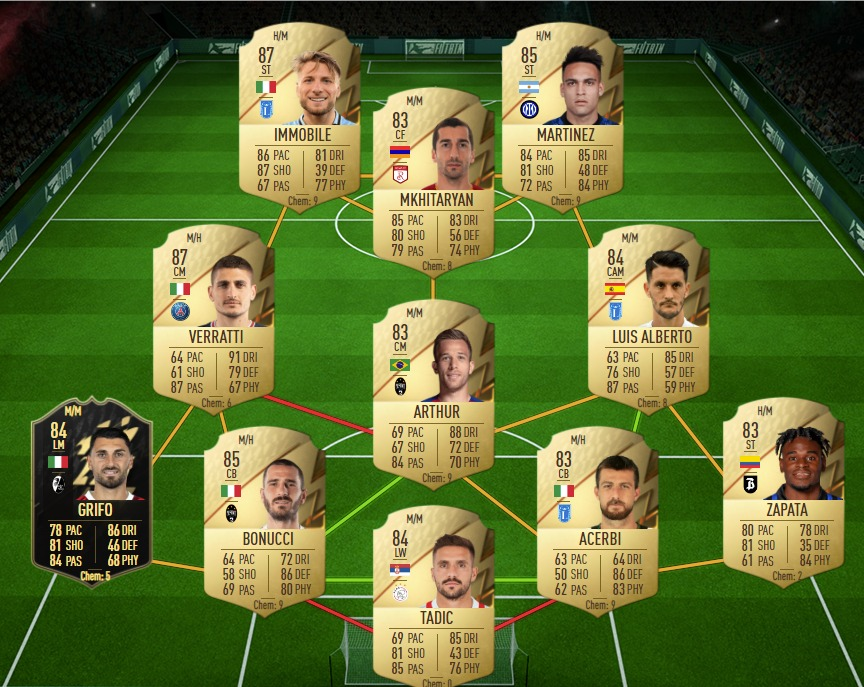 FUTBIN
H/M
87
ST
IMMOBILE
86 PAC 81 DRI
87 SHO 39 DEF
67 PAS 77 PHY
Chem: 9
M/M
83
CF
MKHITARYAN
85 PAC 83 DRI
80 SHO 56 DEF
79 PAS 74 PHY
Chem: 8
H/M
85
ST
MARTINEZ
84 PAC 85 DRI
81 SHO 48 DEF
72 PAS 84 PHY
Chem: 9
M/H
87
CM
VERRATTI
64 PAC 91 DRI
61 SHO 79 DEF
87 PAS 67 PHY
Chem: 6
M/M
83
CM
ARTHUR
69 PAC 88 DRI
67 SHO 72 DEF
84 PAS 70 PHY
Chem: 9
M/M
84
CAM
LUIS ALBERTO
63 PAC 85 DRI
76 SHO 57 DEF
87 PAS 59 PHY
Chem: 8
M/M
84
LM
GRIFO
78 PAC 86 DRI
81 SHO 46 DEF
84 PAS 68 PHY
Chem: 5
M/H
85
CB
BONUCCI
64 PAC 72 DRI
58 SHO 86 DEF
69 PAS 80 PHY
Chem: 9
M/M
84
LW
TADIC
69 PAC 85 DRI
81 SHO 43 DEF
85 PAS 76 PHY
Chem: 0
M/H
83
CB
ACERBI
63 PAC 64 DRI
50 SHO 86 DEF
62 PAS 83 PHY
Chem: 9
H/M
83
ST
ZAPATA
80 PAC 78 DRI
81 SHO 35 DEF
61 PAS 84 PHY
Chem: 2